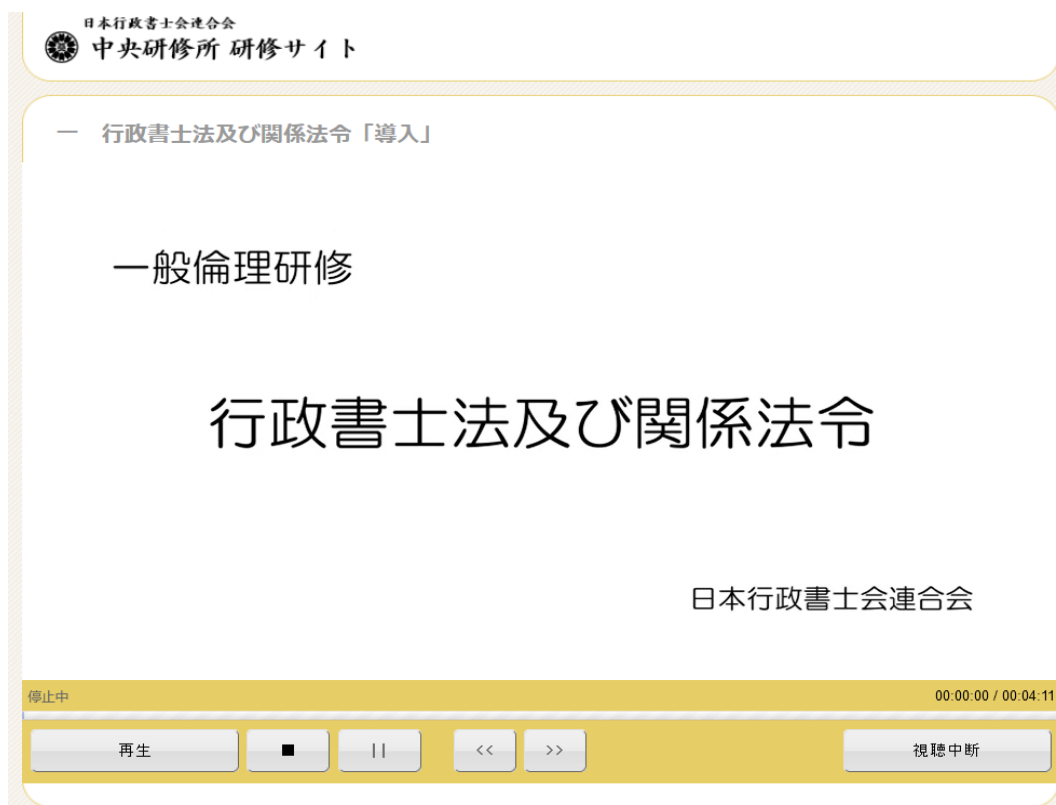 日本行政書士会連合会
中央研修所 研修サイト
一 行政書士法及び関係法令「導入」
一般倫理研修
行政書士法及び関係法令
日本行政書士会連合会
停止中 00:00:00 / 00:04:11
再生 ■ || << >> 視聴中断